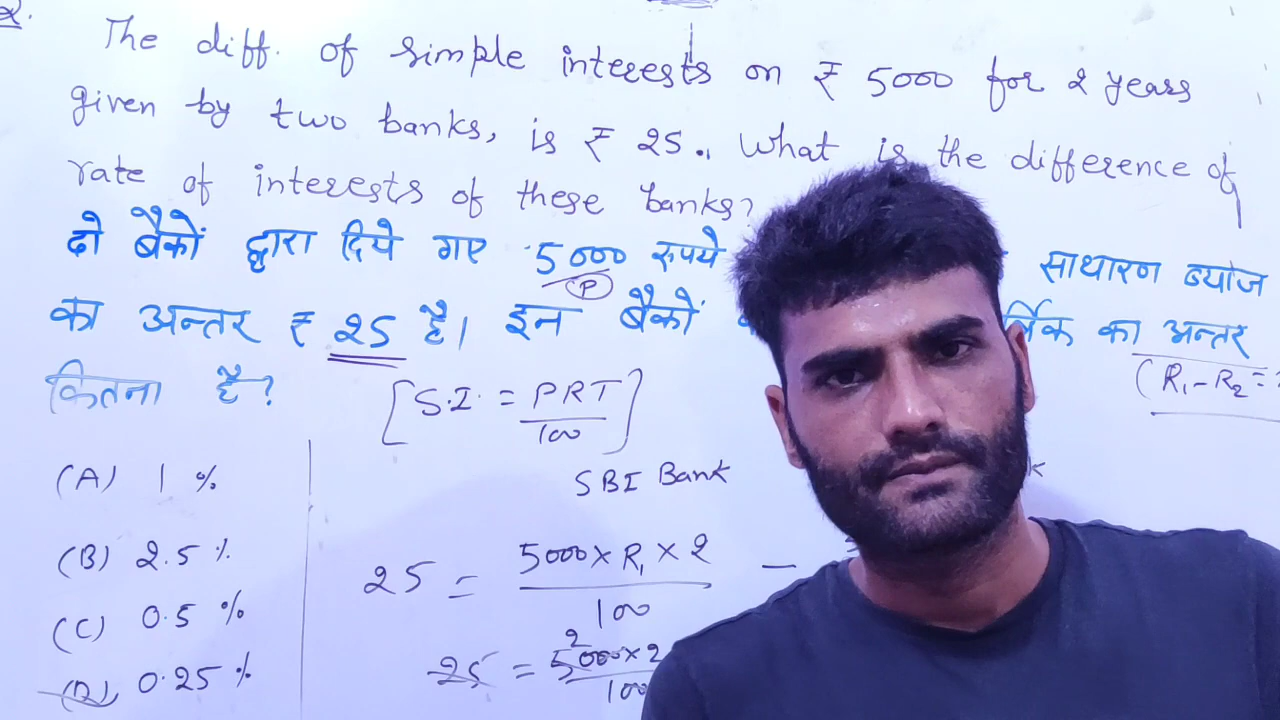 2.
The diff. of simple interests on ₹ 5000 for 2 years
given by two banks, is ₹ 25. What is the difference of
rate of interests of these banks?
दो बैंकों द्वारा दिये गए 5000 रुपये साधारण ब्याज
(P)
का अन्तर ₹ 25 है। इन बैंकों का अन्तर
(R₁-R₂ =
कितना है? [S.I. = PRT/100]
(A) 1 %
SBI Bank
(B) 2.5 %
25 = 5000 × R₁ × 2 / 100 -
(C) 0.5 %
25 = 5000 × 2 / 100
2
(D) 0.25 %